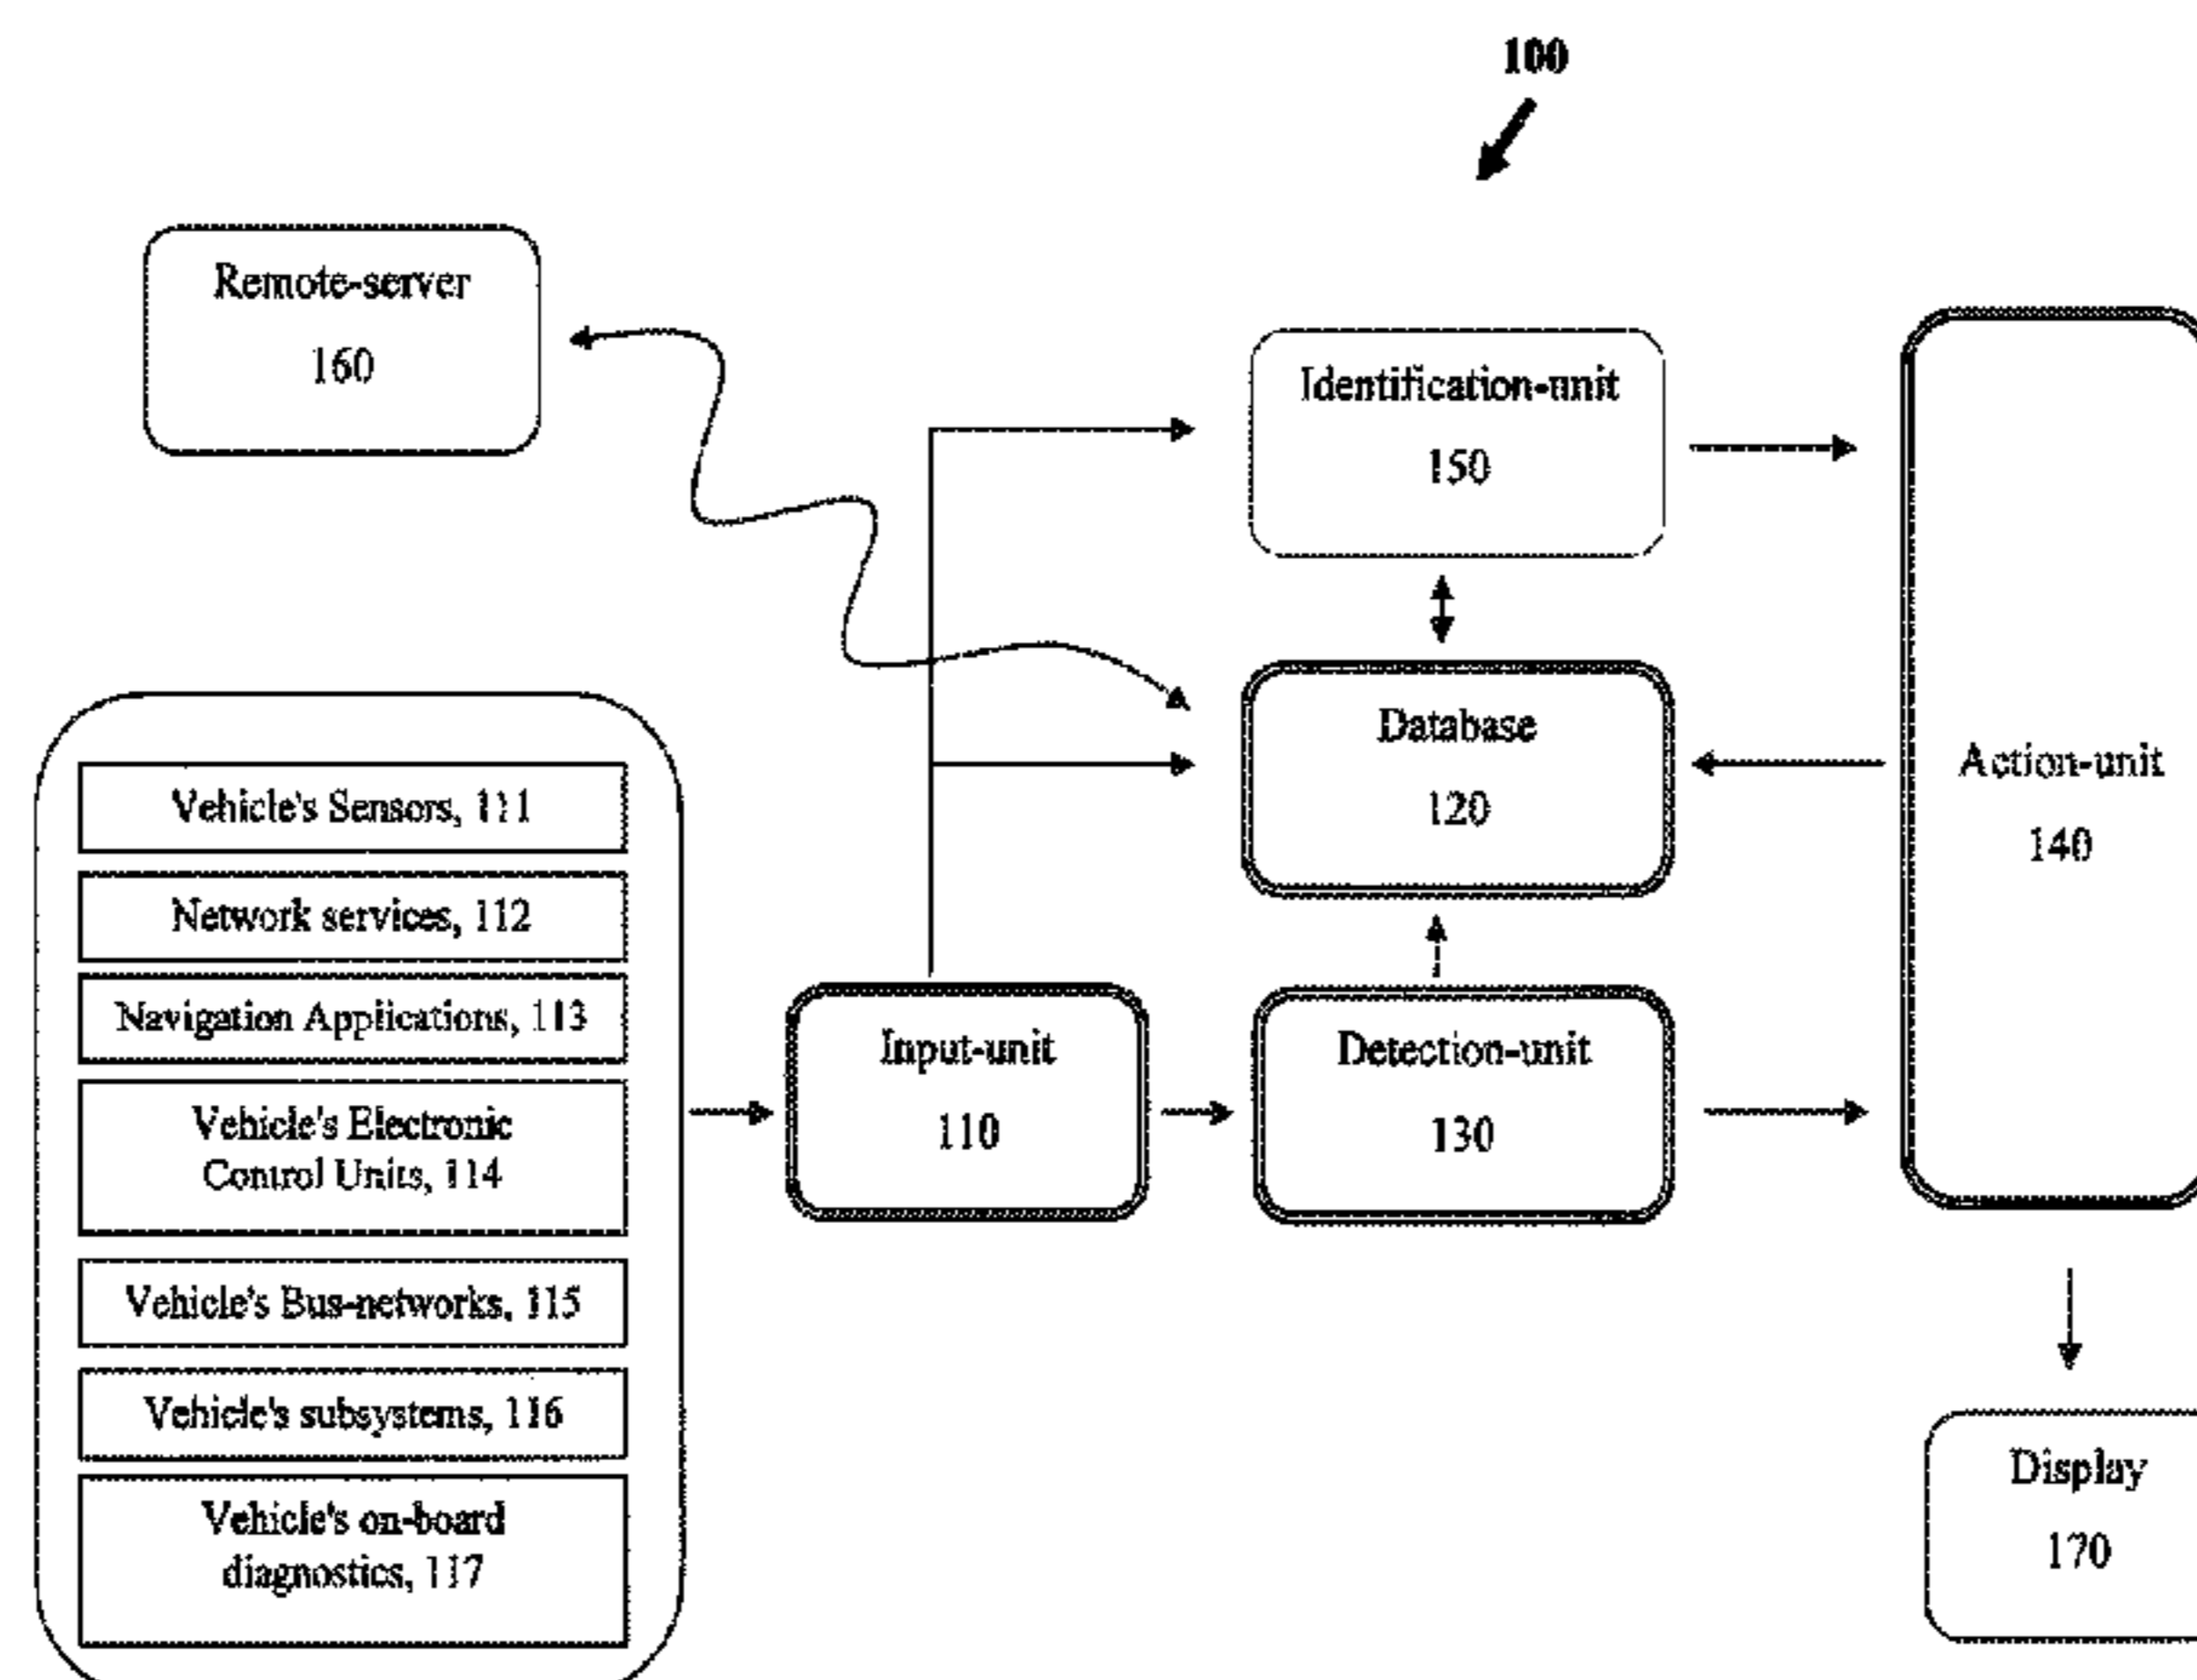 100
Remote-server
160
Identification-unit
150
Database
120
Action-unit
140
Vehicle's Sensors, 111
Network services, 112
Navigation Applications, 113
Vehicle's Electronic
Control Units, 114
Vehicle's Bus-networks, 115
Vehicle's subsystems, 116
Vehicle's on-board
diagnostics, 117
Input-unit
110
Detection-unit
130
Display
170